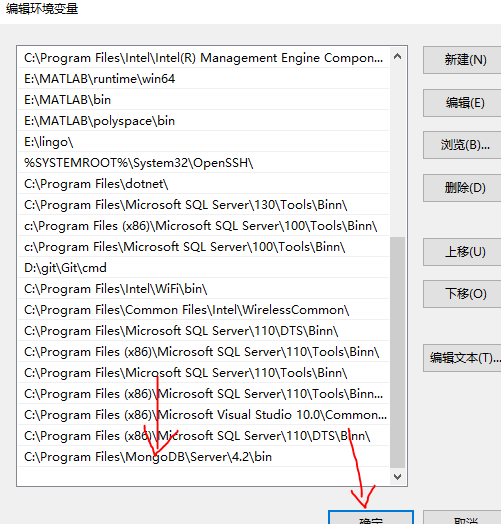 编辑环境变量
C:\Program Files\Intel\Intel(R) Management Engine Compon...
E:\MATLAB\runtime\win64
E:\MATLAB\bin
E:\MATLAB\polyspace\bin
E:\lingo\
%SYSTEMROOT%\System32\OpenSSH\
C:\Program Files\dotnet\
C:\Program Files\Microsoft SQL Server\130\Tools\Binn\
c:\Program Files (x86)\Microsoft SQL Server\100\Tools\Binn\
c:\Program Files\Microsoft SQL Server\100\Tools\Binn\
D:\git\Git\cmd
C:\Program Files\Intel\WiFi\bin\
C:\Program Files\Common Files\Intel\WirelessCommon\
C:\Program Files\Microsoft SQL Server\110\DTS\Binn\
C:\Program Files (x86)\Microsoft SQL Server\110\Tools\Binn\
C:\Program Files\Microsoft SQL Server\110\Tools\Binn\
C:\Program Files (x86)\Microsoft SQL Server\110\Tools\Binn...
C:\Program Files (x86)\Microsoft Visual Studio 10.0\Common...
C:\Program Files (x86)\Microsoft SQL Server\110\DTS\Binn\
C:\Program Files\MongoDB\Server\4.2\bin
新建(N)
编辑(E)
浏览(B)...
删除(D)
上移(U)
下移(O)
编辑文本(T)...
确定
取消